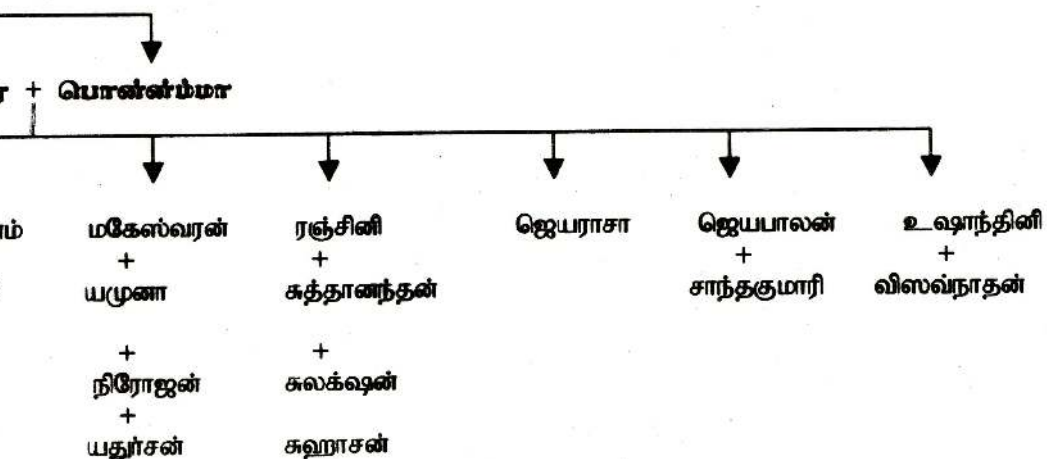 + பொன்னம்மா
மகேஸ்வரன் ரஞ்சினி ஜெயராசா ஜெயபாலன் உஷாந்தினி
+ + + +
யமுனா சுத்தானந்தன் சாந்தகுமாரி விஸவ்நாதன்
+ +
நிரோஜன் சுலக்ஷன்
+
யதுர்சன் சுஹாசன்